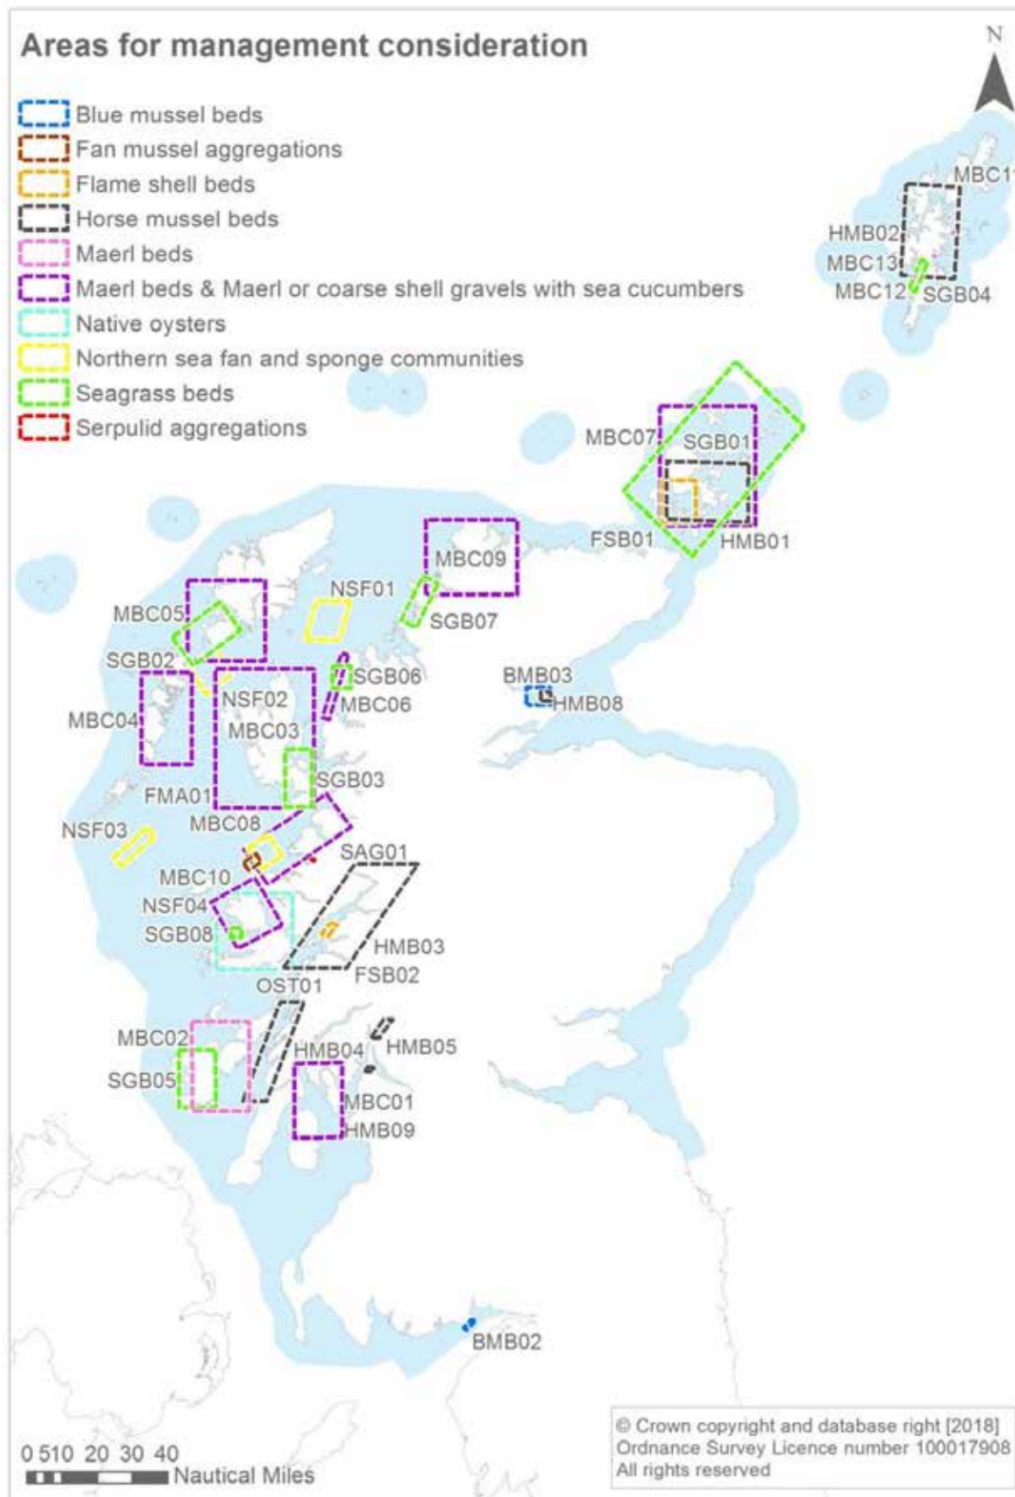 Areas for management consideration
N
Blue mussel beds
Fan mussel aggregations
Flame shell beds
Horse mussel beds
Maerl beds
Maerl beds & Maerl or coarse shell gravels with sea cucumbers
Native oysters
Northern sea fan and sponge communities
Seagrass beds
Serpulid aggregations
MBC11
HMB02
MBC13
MBC12
SGB04
MBC07
SGB01
FSB01
HMB01
MBC09
NSF01
MBC05
SGB07
SGB02
SGB06
NSF02
MBC06
BMB03
HMB08
MBC04
MBC03
SGB03
FMA01
MBC08
NSF03
SAG01
MBC10
NSF04
SGB08
HMB03
FSB02
OST01
MBC02
HMB04
HMB05
SGB05
MBC01
HMB09
BMB02
© Crown copyright and database right [2018]
Ordnance Survey Licence number 100017908
All rights reserved
0 510 20 30 40
Nautical Miles